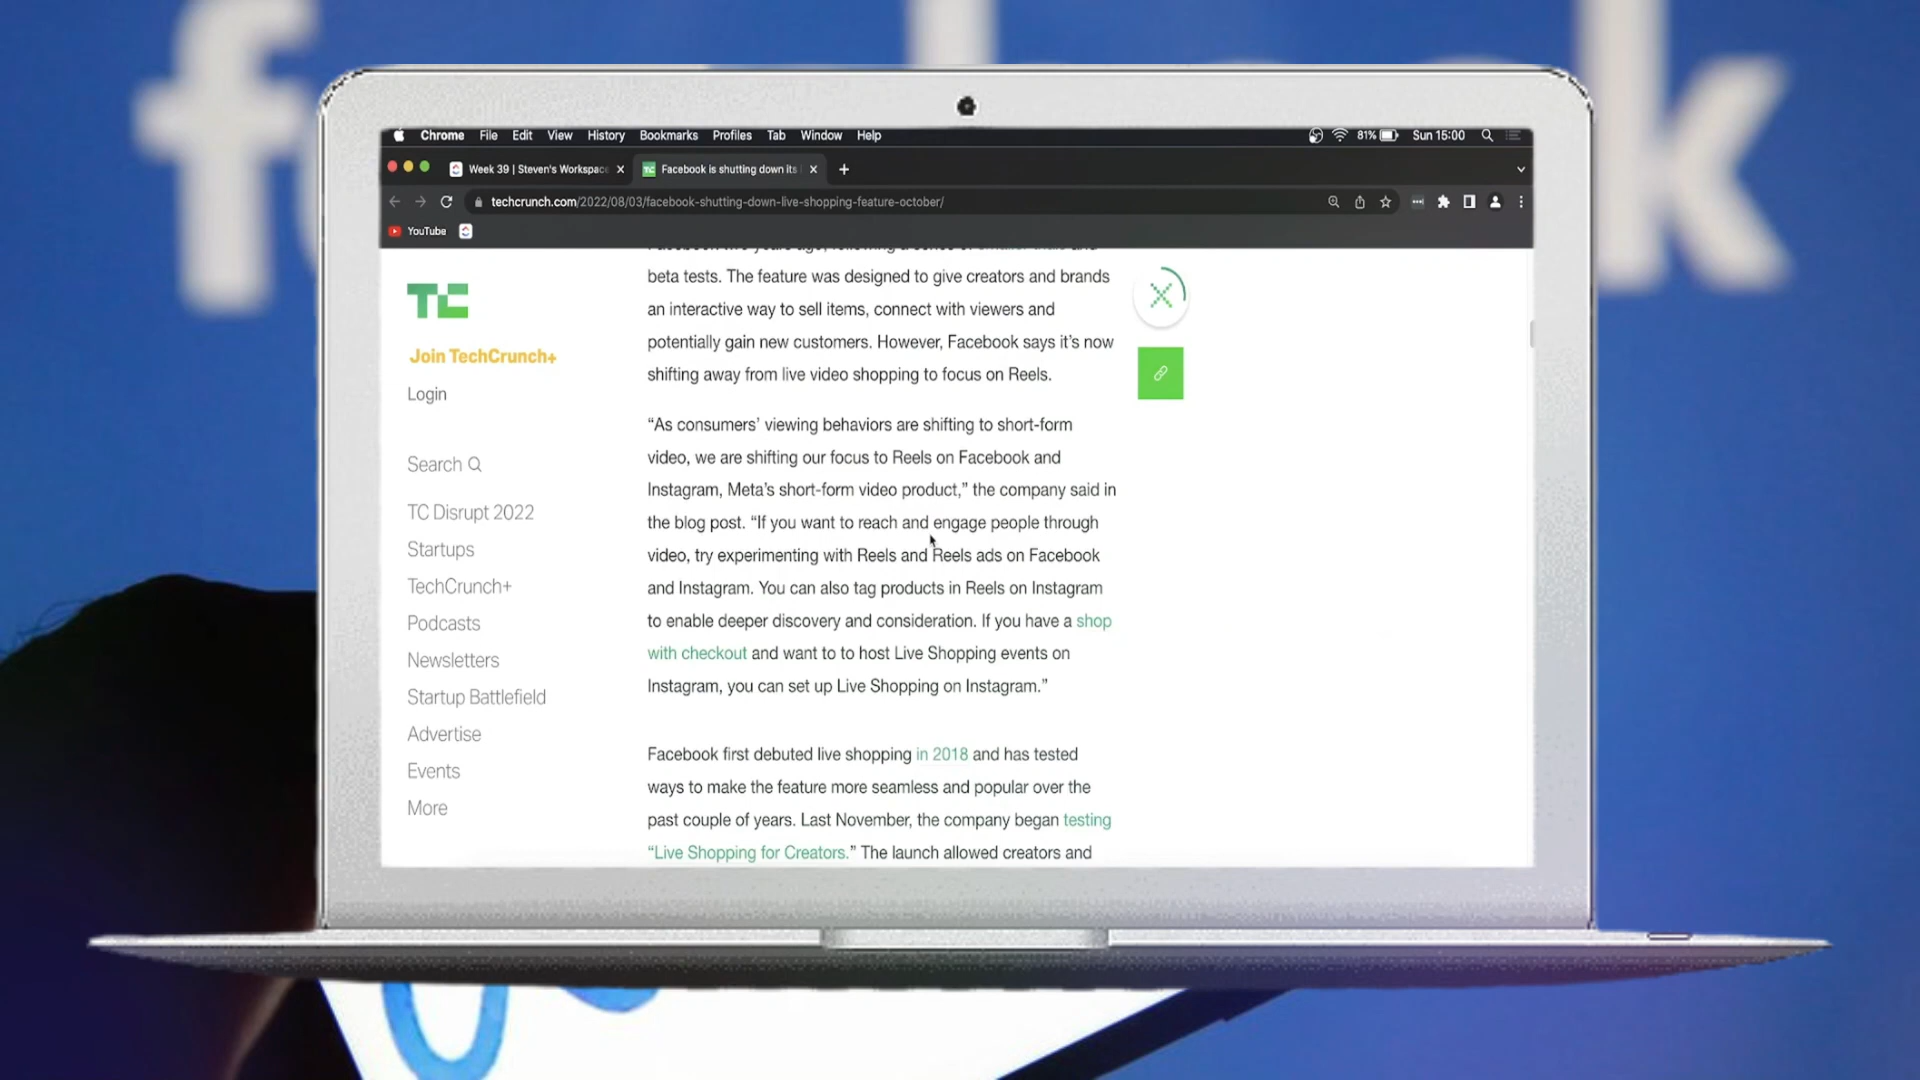 Chrome File Edit View History Bookmarks Profiles Tab Window Help 81% Sun 15:00
Week 39 | Steven's Workspac
Facebook is shutting down its
techcrunch.com/2022/08/03/facebook-shutting-down-live-shopping-feature-october/
YouTube
TC
Join TechCrunch+
Login
Search
TC Disrupt 2022
Startups
TechCrunch+
Podcasts
Newsletters
Startup Battlefield
Advertise
Events
More
beta tests. The feature was designed to give creators and brands
an interactive way to sell items, connect with viewers and
potentially gain new customers. However, Facebook says it's now
shifting away from live video shopping to focus on Reels.
“As consumers’ viewing behaviors are shifting to short-form
video, we are shifting our focus to Reels on Facebook and
Instagram, Meta’s short-form video product,” the company said in
the blog post. “If you want to reach and engage people through
video, try experimenting with Reels and Reels ads on Facebook
and Instagram. You can also tag products in Reels on Instagram
to enable deeper discovery and consideration. If you have a shop
with checkout and want to to host Live Shopping events on
Instagram, you can set up Live Shopping on Instagram.”
Facebook first debuted live shopping in 2018 and has tested
ways to make the feature more seamless and popular over the
past couple of years. Last November, the company began testing
“Live Shopping for Creators.” The launch allowed creators and